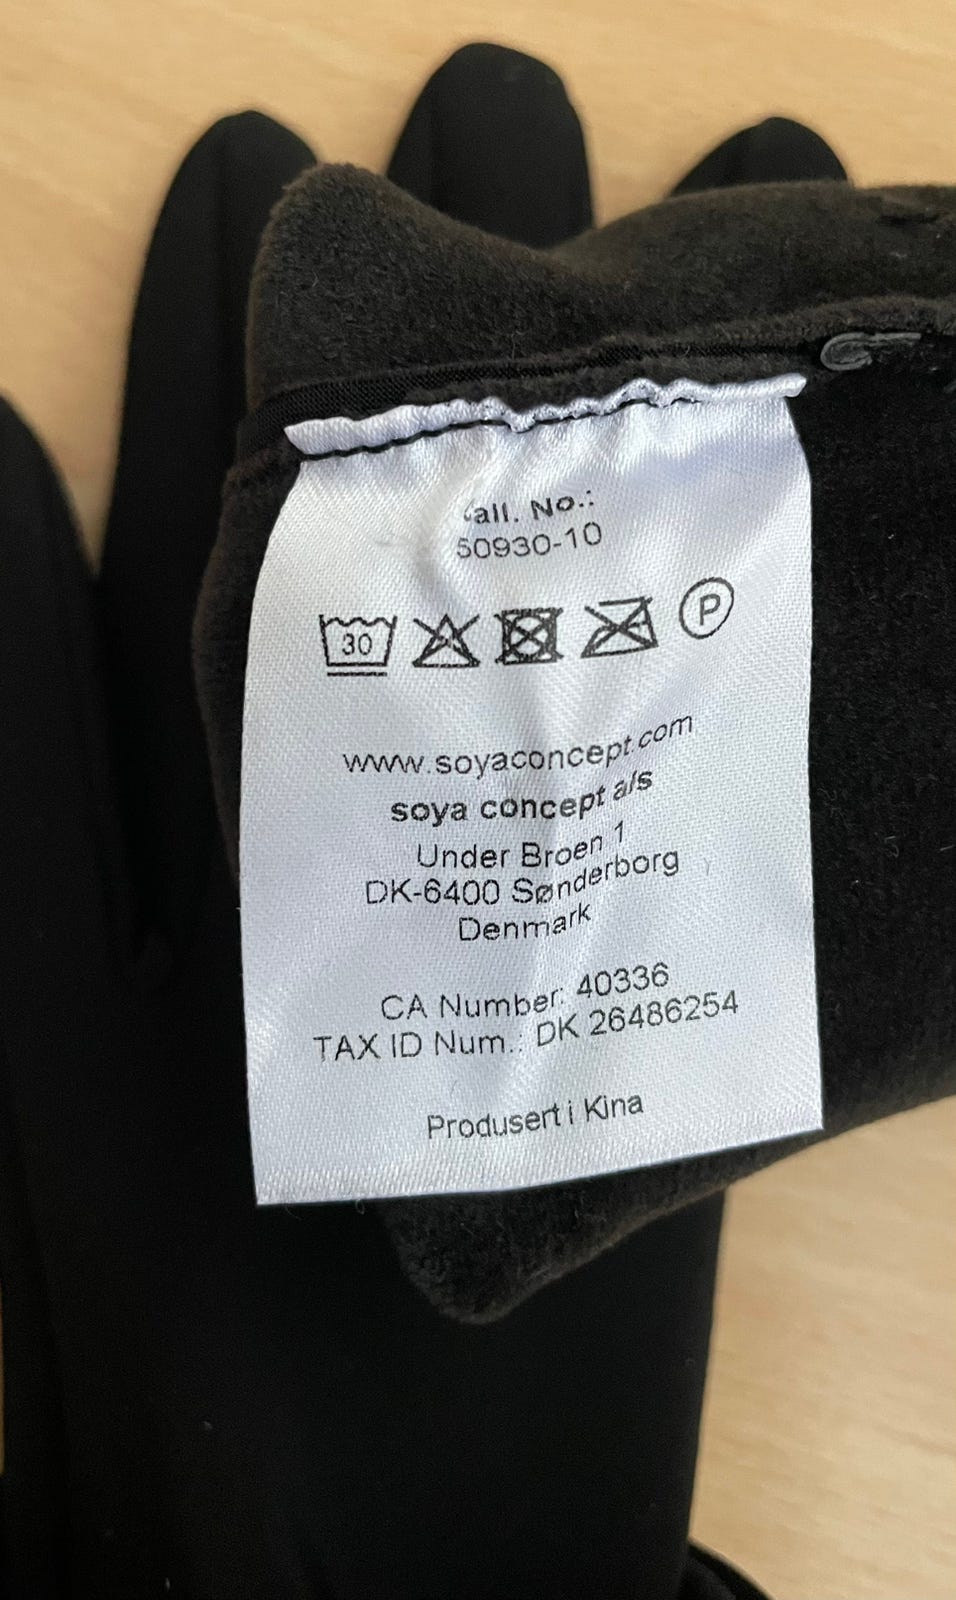 all. No.:
50930-10
30
P
www.soyaconcept.com
soya concept a/s
Under Broen 1
DK-6400 Sønderborg
Denmark
CA Number: 40336
TAX ID Num.: DK 26486254
Produsert i Kina